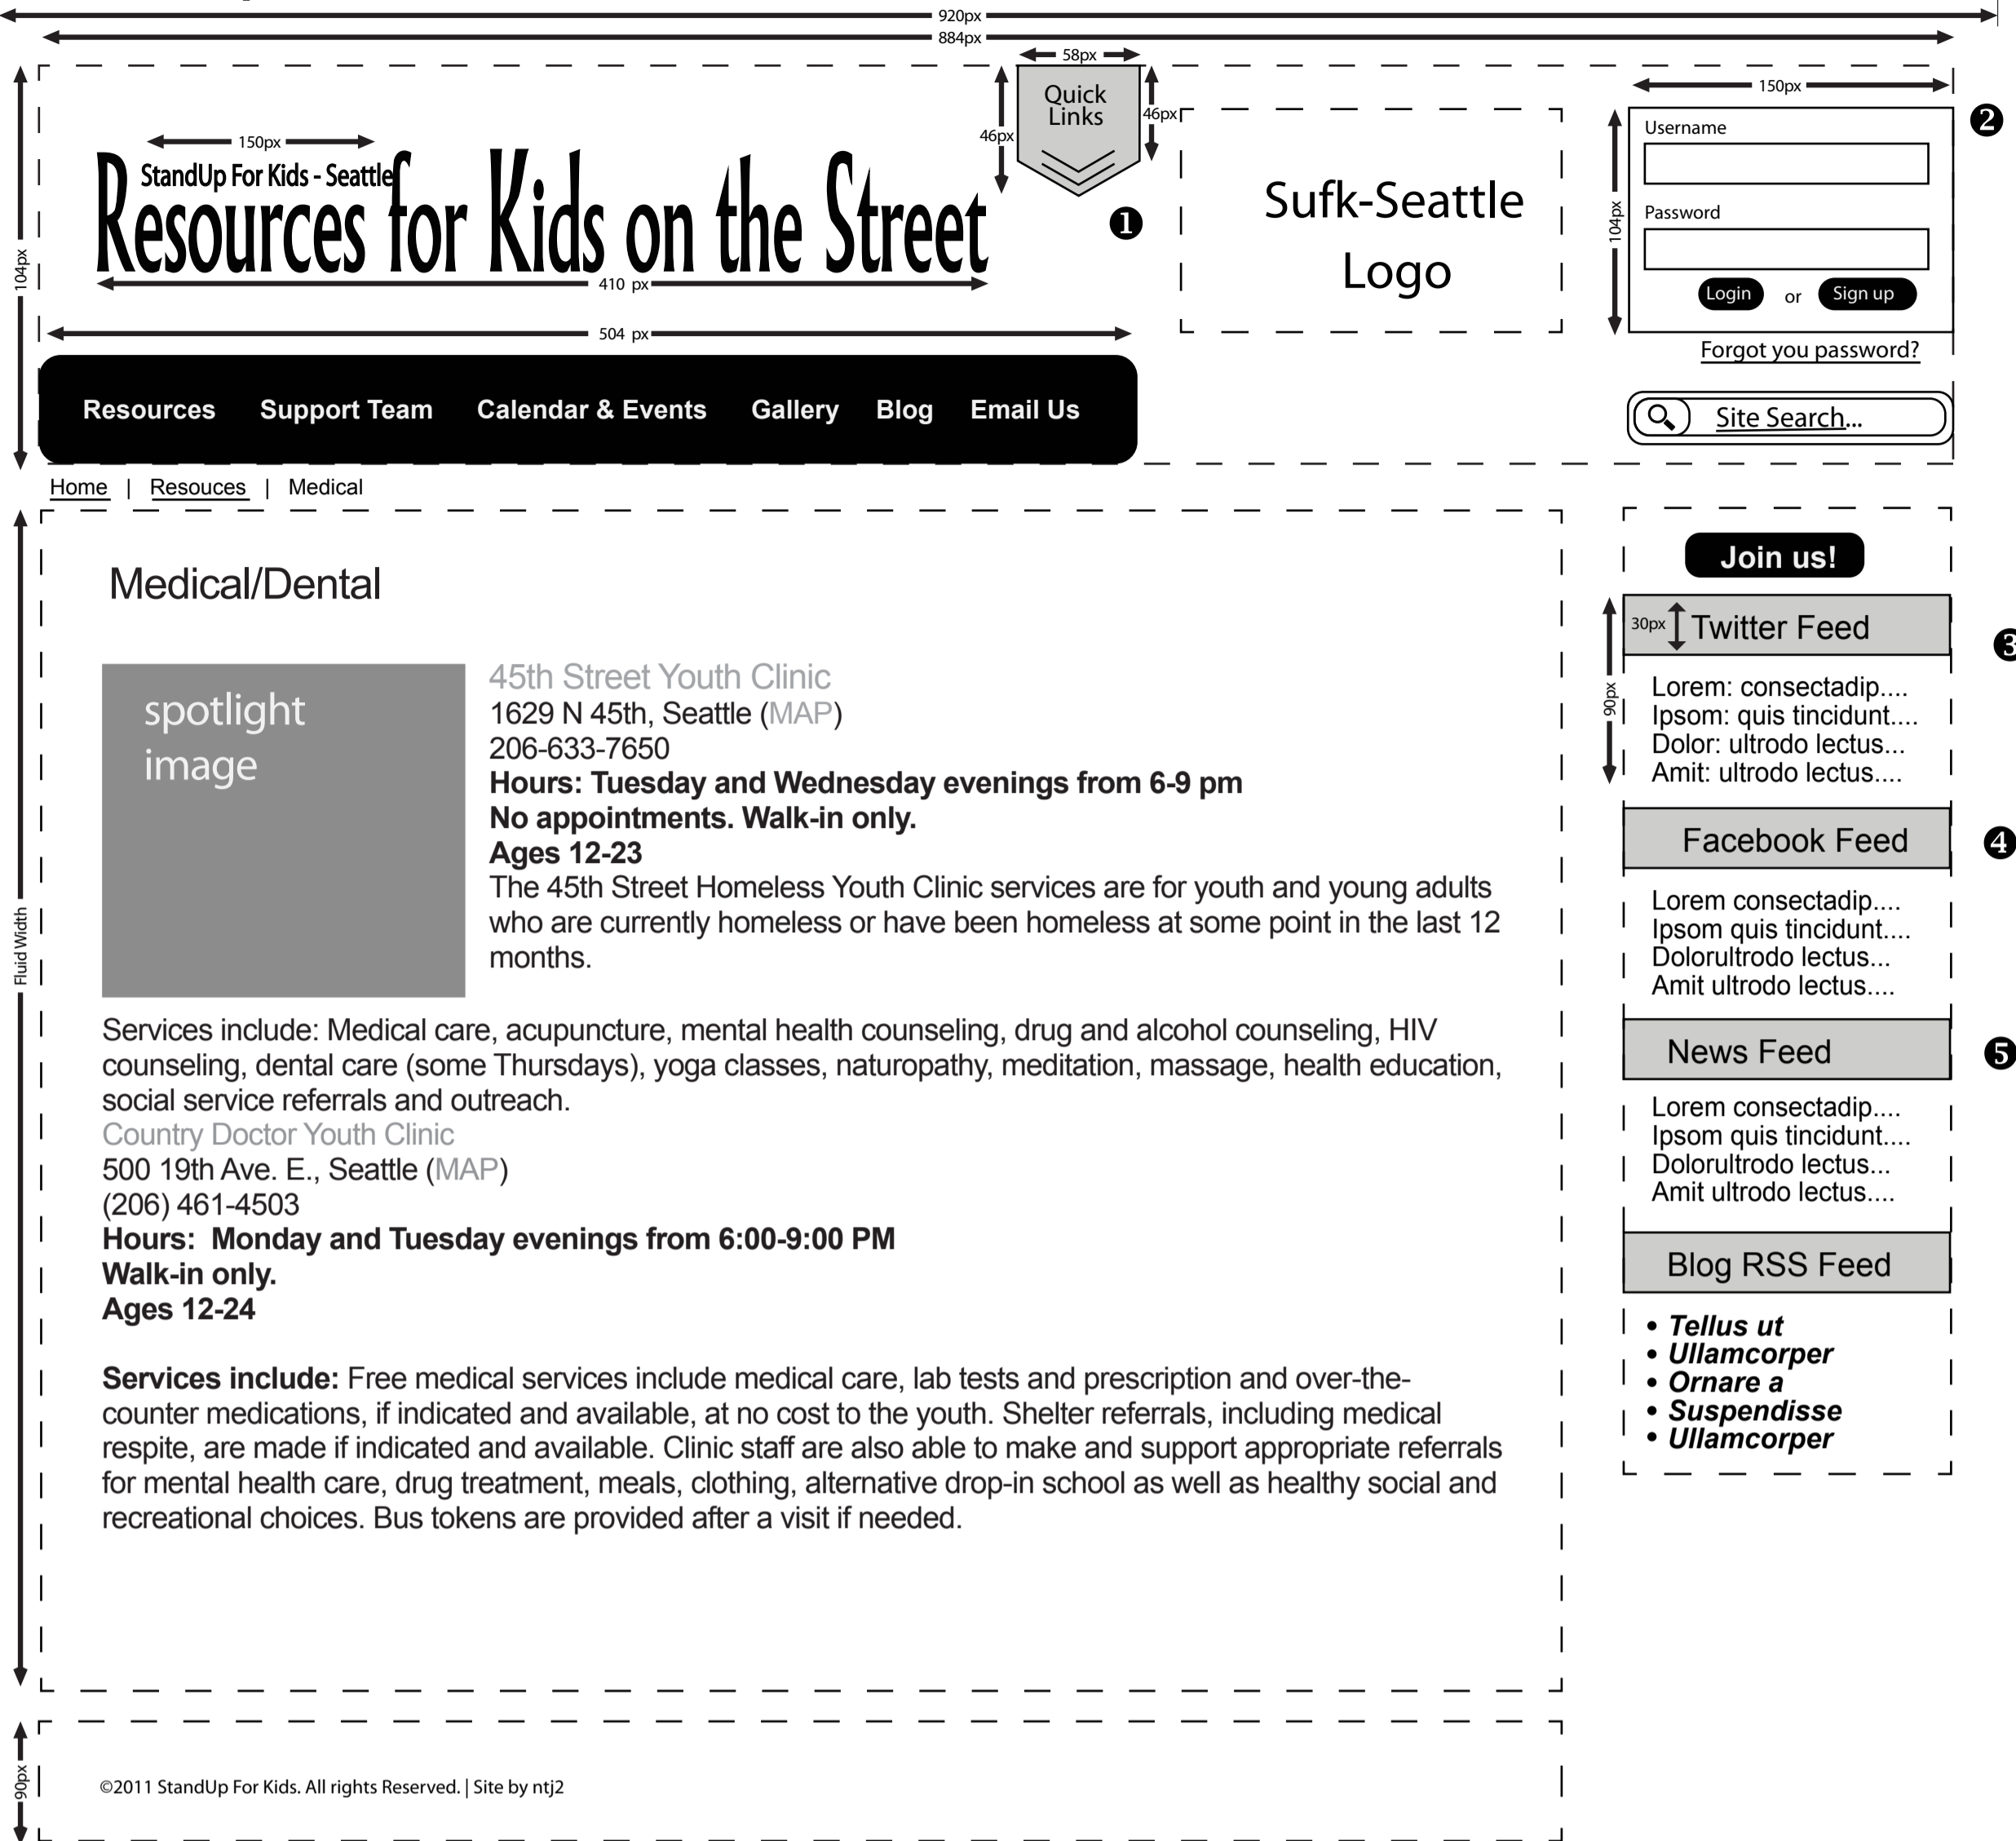 920px
884px
58px
Quick
Links
46px
46px
150px
StandUp For Kids - Seattle
Resources for Kids on the Street
410 px
504 px
104px
❶
Sufk-Seattle
Logo
150px
❷
Username
Password
104px
Login or Sign up
Forgot you password?
Site Search...
Resources Support Team Calendar & Events Gallery Blog Email Us
Home | Resouces | Medical
Fluid Width
Medical/Dental
spotlight
image
45th Street Youth Clinic
1629 N 45th, Seattle (MAP)
206-633-7650
Hours: Tuesday and Wednesday evenings from 6-9 pm
No appointments. Walk-in only.
Ages 12-23
The 45th Street Homeless Youth Clinic services are for youth and young adults
who are currently homeless or have been homeless at some point in the last 12
months.
Services include: Medical care, acupuncture, mental health counseling, drug and alcohol counseling, HIV
counseling, dental care (some Thursdays), yoga classes, naturopathy, meditation, massage, health education,
social service referrals and outreach.
Country Doctor Youth Clinic
500 19th Ave. E., Seattle (MAP)
(206) 461-4503
Hours: Monday and Tuesday evenings from 6:00-9:00 PM
Walk-in only.
Ages 12-24
Services include: Free medical services include medical care, lab tests and prescription and over-the-
counter medications, if indicated and available, at no cost to the youth. Shelter referrals, including medical
respite, are made if indicated and available. Clinic staff are also able to make and support appropriate referrals
for mental health care, drug treatment, meals, clothing, alternative drop-in school as well as healthy social and
recreational choices. Bus tokens are provided after a visit if needed.
Join us!
30px
Twitter Feed
❸
90px
Lorem: consectadip....
Ipsom: quis tincidunt....
Dolor: ultrodo lectus...
Amit: ultrodo lectus....
Facebook Feed
❹
Lorem consectadip....
Ipsom quis tincidunt....
Dolorultrodo lectus...
Amit ultrodo lectus....
News Feed
❺
Lorem consectadip....
Ipsom quis tincidunt....
Dolorultrodo lectus...
Amit ultrodo lectus....
Blog RSS Feed
• Tellus ut
• Ullamcorper
• Ornare a
• Suspendisse
• Ullamcorper
90px
©2011 StandUp For Kids. All rights Reserved. | Site by ntj2